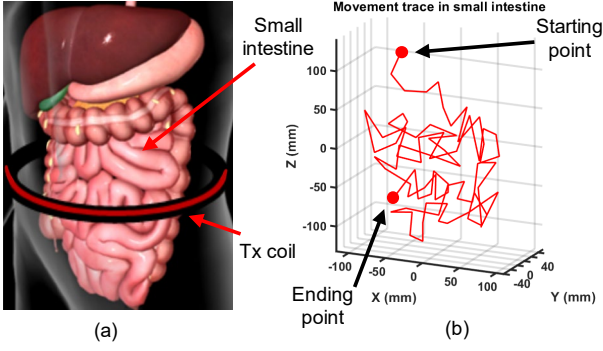 Movement trace in small intestine
Small
intestine
Starting
point
100
50
0
-50
-100
Z (mm)
Tx coil
Ending
point
-100
-50
0
50
100
X (mm)
-40
0
40
Y (mm)
(a)
(b)